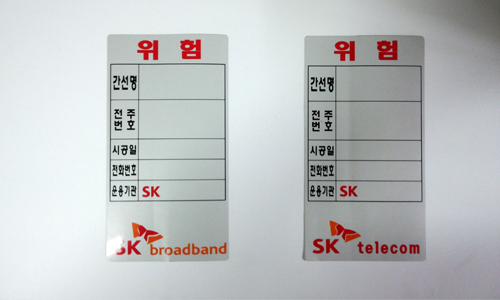 위 험
간선명
전 주
번 호
시공일
전화번호
운용기관 SK
SK broadband
위 험
간선명
전 주
번 호
시공일
전화번호
운용기관 SK
SK telecom